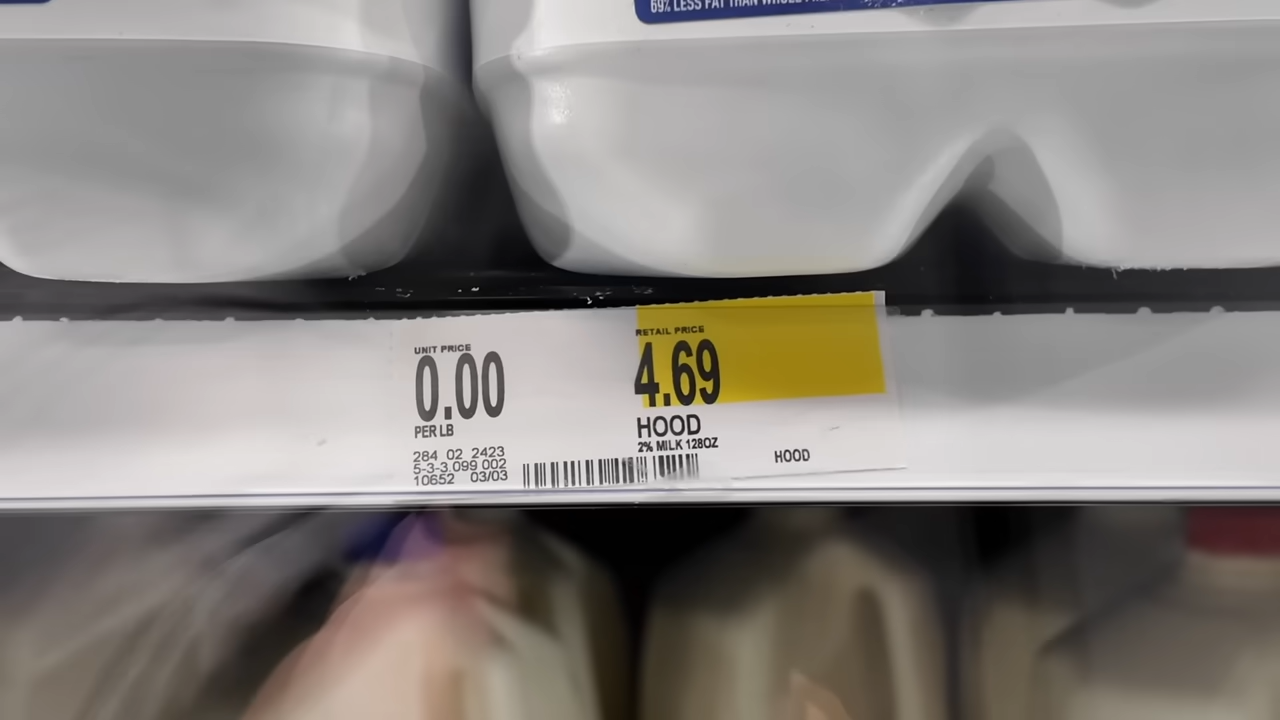 69% LESS FAT THAN
UNIT PRICE
0.00
PER LB
284 02 2423
5-3-3.099 002
10652 03/03
RETAIL PRICE
4.69
HOOD
2% MILK 128OZ
HOOD